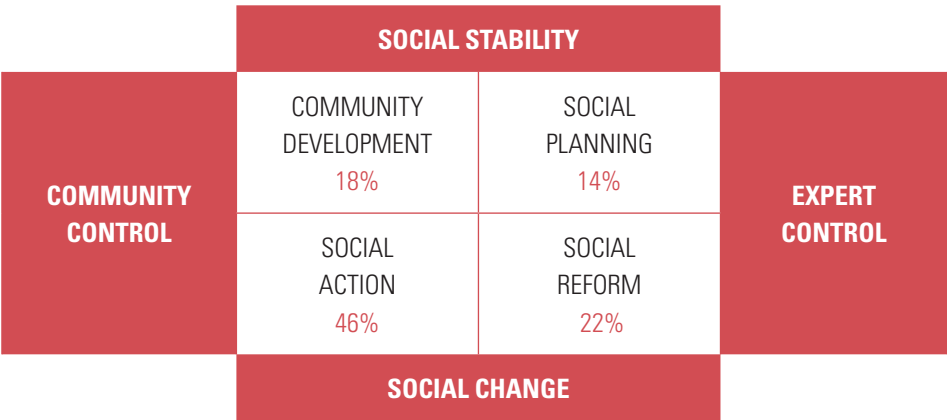 SOCIAL STABILITY
COMMUNITY
CONTROL
COMMUNITY
DEVELOPMENT
18%
SOCIAL
PLANNING
14%
SOCIAL
ACTION
46%
SOCIAL
REFORM
22%
EXPERT
CONTROL
SOCIAL CHANGE